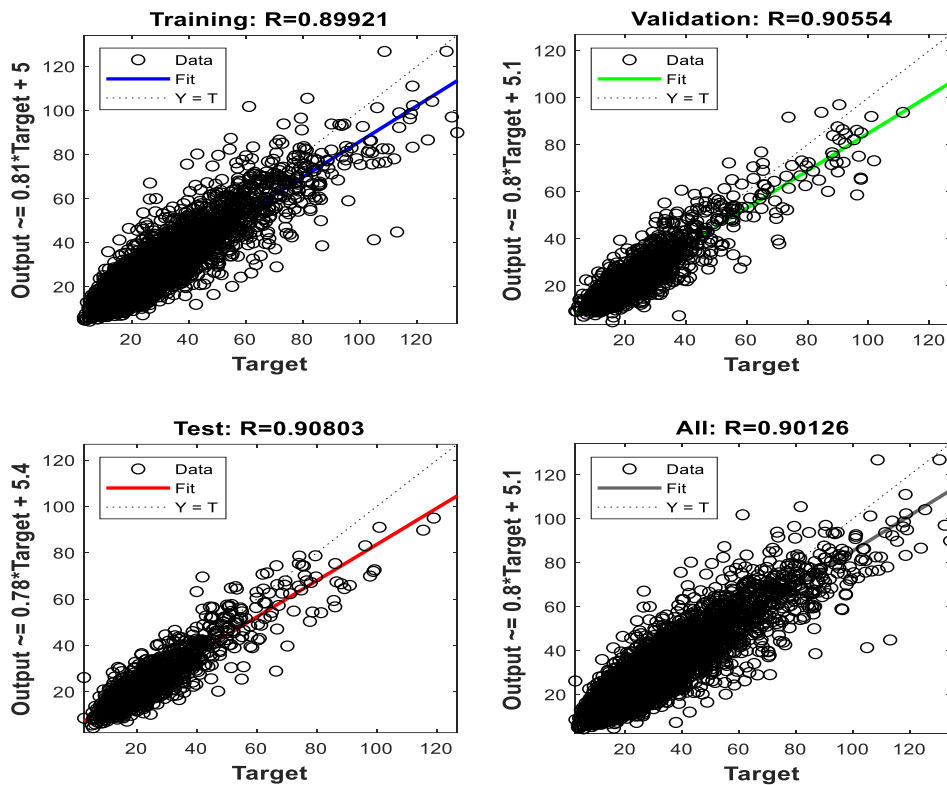 Training: R=0.89921
Output ~= 0.81*Target + 5
Data
Fit
Y = T
120
100
80
60
40
20
20 40 60 80 100 120
Target
Validation: R=0.90554
Output ~= 0.8*Target + 5.1
Data
Fit
Y = T
120
100
80
60
40
20
20 40 60 80 100 120
Target
Test: R=0.90803
Output ~= 0.78*Target + 5.4
Data
Fit
Y = T
120
100
80
60
40
20
20 40 60 80 100 120
Target
All: R=0.90126
Output ~= 0.8*Target + 5.1
Data
Fit
Y = T
120
100
80
60
40
20
20 40 60 80 100 120
Target